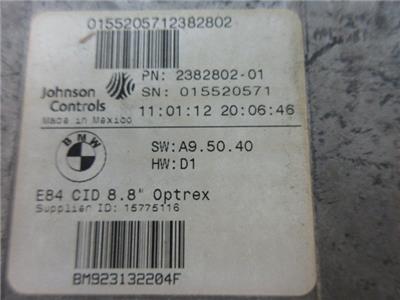 0155205712382802
Johnson Controls
PN: 2382802-01
SN: 015520571
Made in Mexico
11:01:12 20:06:46
BMW
SW:A9.50.40
HW:D1
E84 CID 8.8" Optrex
Supplier ID: 15775116
BM923132204F